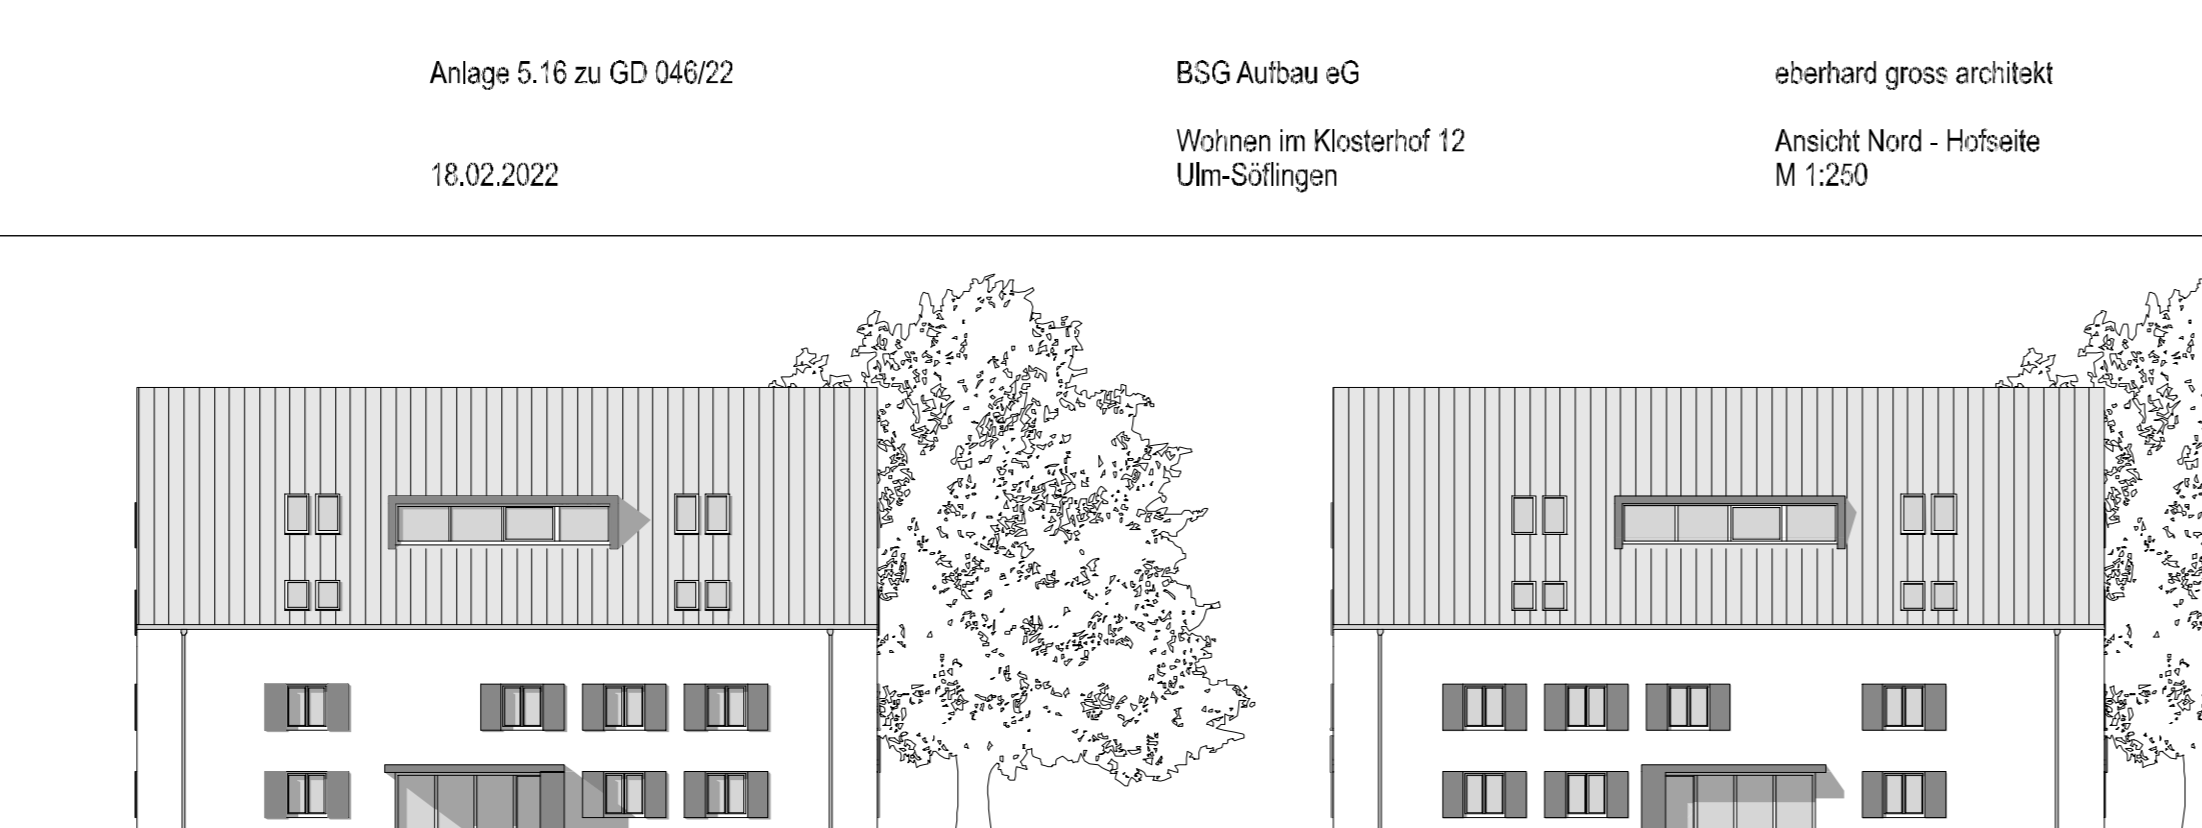 Anlage 5.16 zu GD 046/22
18.02.2022
BSG Aufbau eG
Wohnen im Klosterhof 12
Ulm-Söflingen
eberhard gross architekt
Ansicht Nord - Hofseite
M 1:250